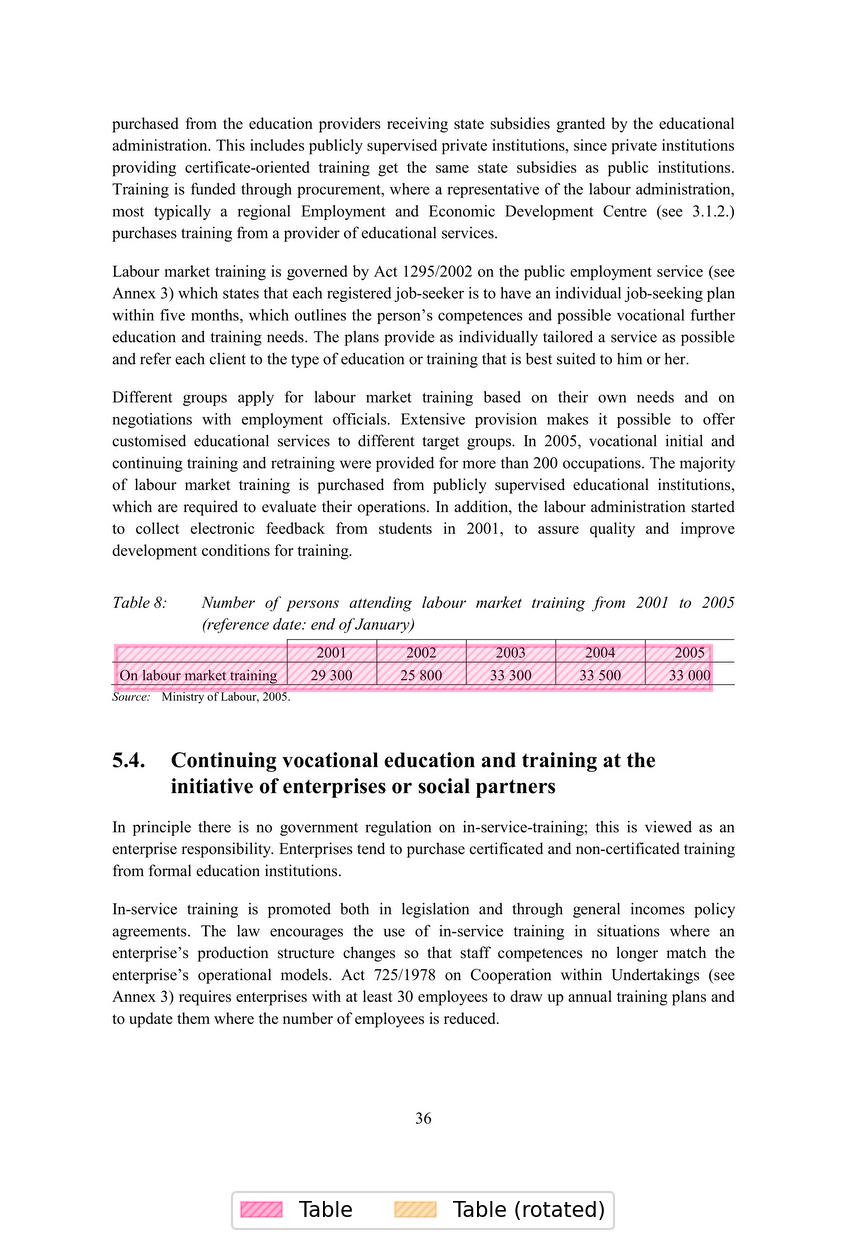 purchased from the education providers receiving state subsidies granted by the educational
administration. This includes publicly supervised private institutions, since private institutions
providing certificate-oriented training get the same state subsidies as public institutions.
Training is funded through procurement, where a representative of the labour administration,
most typically a regional Employment and Economic Development Centre (see 3.1.2.)
purchases training from a provider of educational services.
Labour market training is governed by Act 1295/2002 on the public employment service (see
Annex 3) which states that each registered job-seeker is to have an individual job-seeking plan
within five months, which outlines the person’s competences and possible vocational further
education and training needs. The plans provide as individually tailored a service as possible
and refer each client to the type of education or training that is best suited to him or her.
Different groups apply for labour market training based on their own needs and on
negotiations with employment officials. Extensive provision makes it possible to offer
customised educational services to different target groups. In 2005, vocational initial and
continuing training and retraining were provided for more than 200 occupations. The majority
of labour market training is purchased from publicly supervised educational institutions,
which are required to evaluate their operations. In addition, the labour administration started
to collect electronic feedback from students in 2001, to assure quality and improve
development conditions for training.
Table 8: Number of persons attending labour market training from 2001 to 2005
(reference date: end of January)
2001 2002 2003 2004 2005
On labour market training 29 300 25 800 33 300 33 500 33 000
Source: Ministry of Labour, 2005.
5.4. Continuing vocational education and training at the
initiative of enterprises or social partners
In principle there is no government regulation on in-service-training; this is viewed as an
enterprise responsibility. Enterprises tend to purchase certificated and non-certificated training
from formal education institutions.
In-service training is promoted both in legislation and through general incomes policy
agreements. The law encourages the use of in-service training in situations where an
enterprise’s production structure changes so that staff competences no longer match the
enterprise’s operational models. Act 725/1978 on Cooperation within Undertakings (see
Annex 3) requires enterprises with at least 30 employees to draw up annual training plans and
to update them where the number of employees is reduced.
36
Table Table (rotated)